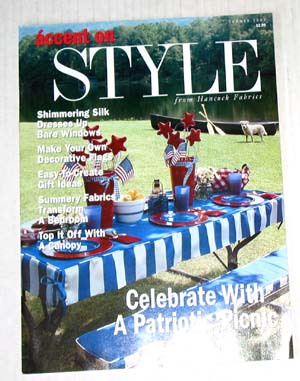 áccent on
STYLE
from Hancock Fabrics
Shimmering Silk
Dresses Up
Bare Windows
Make Your Own
Decorative Flags
Easy-To-Create
Gift Ideas
Summery Fabrics
Transform
A Bedroom
Top It Off With
A Canopy
Celebrate With
A Patriotic Picnic